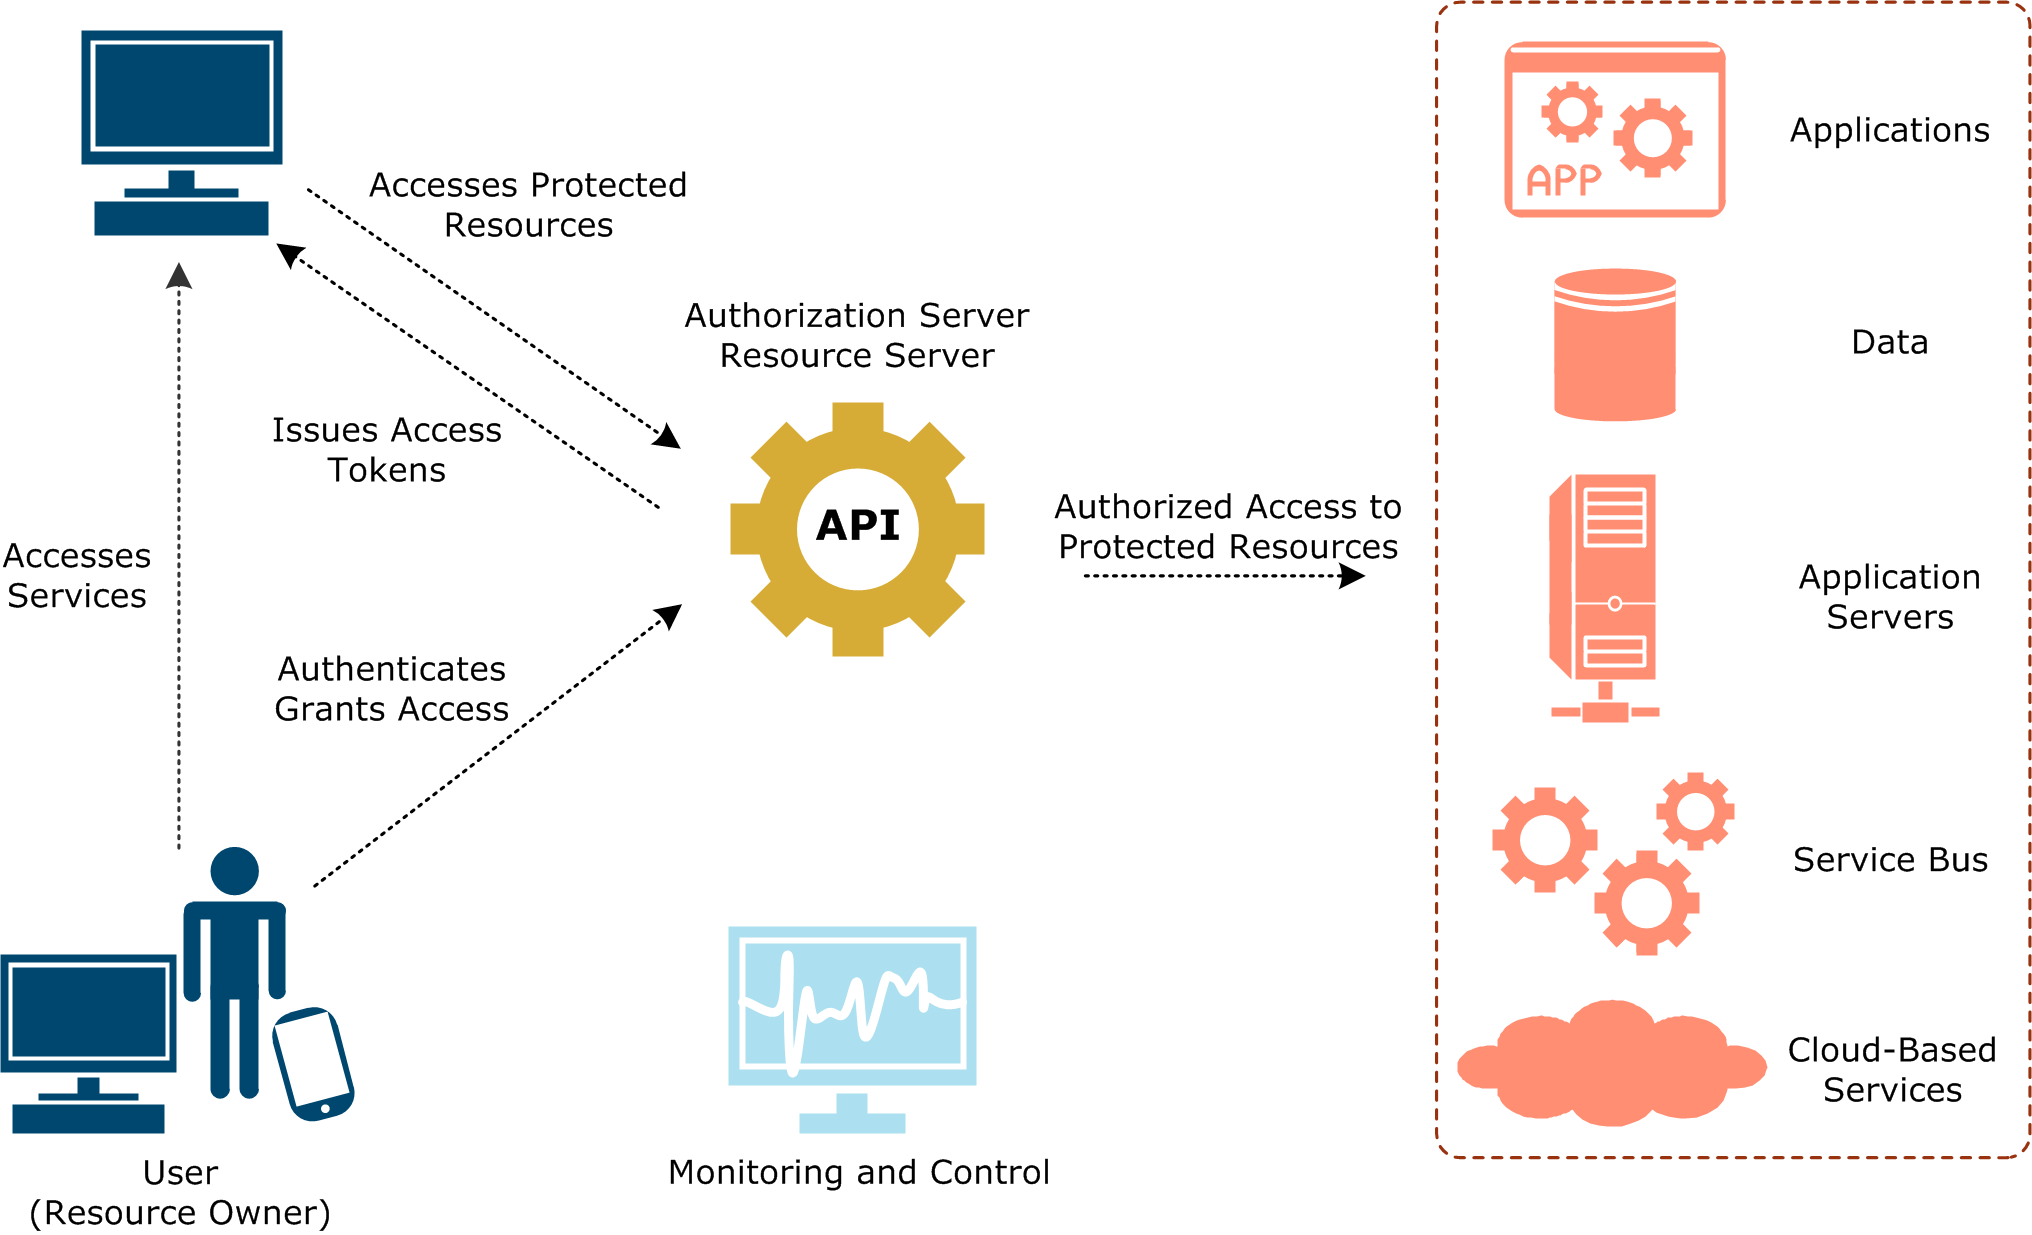 Accesses Protected
Resources
Authorization Server
Resource Server
Issues Access
Tokens
API
Authorized Access to
Protected Resources
Accesses
Services
Authenticates
Grants Access
User
(Resource Owner)
Monitoring and Control
APP
Applications
Data
Application
Servers
Service Bus
Cloud-Based
Services